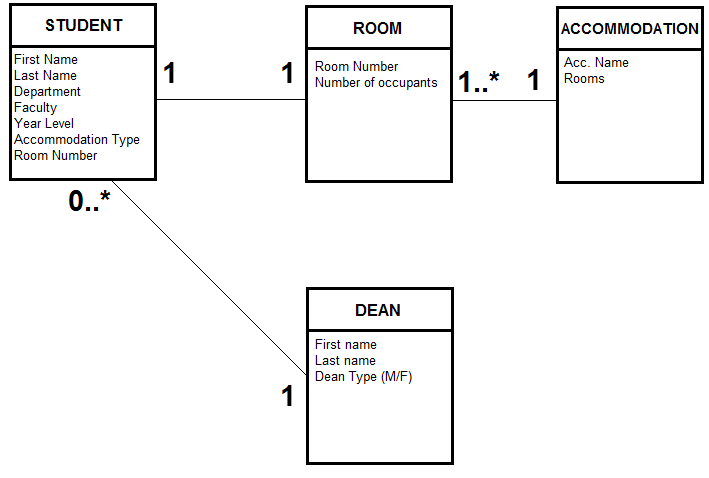 STUDENT
First Name
Last Name
Department
Faculty
Year Level
Accommodation Type
Room Number
1
1
ROOM
Room Number
Number of occupants
1..*
1
ACCOMMODATION
Acc. Name
Rooms
0..*
1
DEAN
First name
Last name
Dean Type (M/F)